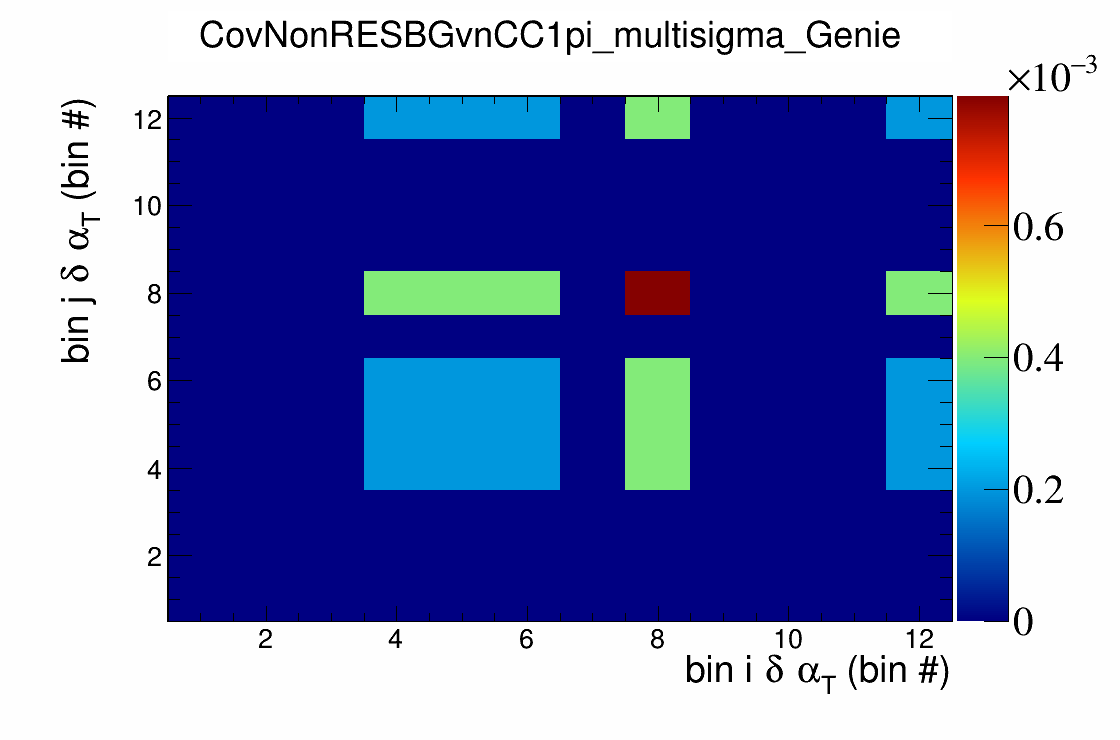 CovNonRESBGvnCC1pi_multisigma_Genie
×10⁻³
bin j δ α_T (bin #)
12
10
8
6
4
2
0.6
0.4
0.2
0
2 4 6 8 10 12
bin i δ α_T (bin #)